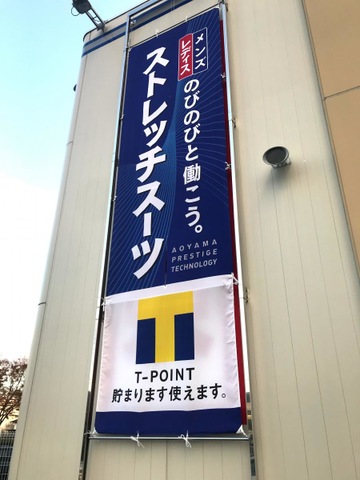 メンズ
レディス
のびのびと働こう。
ストレッチスーツ
AOYAMA
PRESTIGE
TECHNOLOGY
T
T-POINT
貯まります使えます。